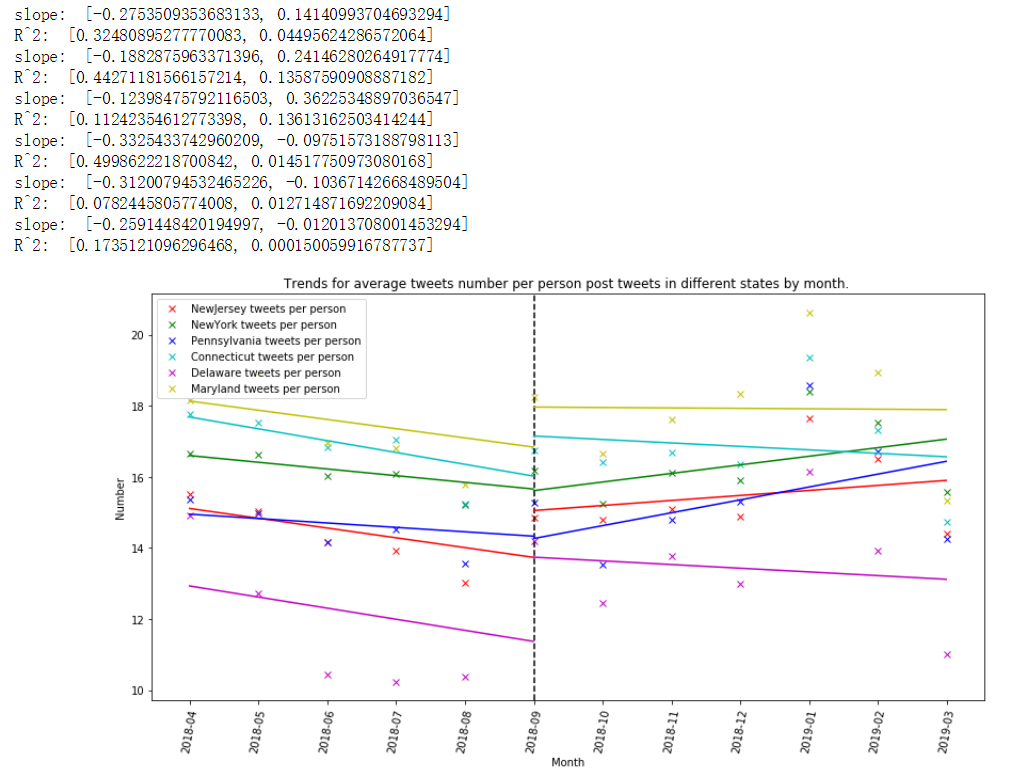 slope:  [-0.2753509353683133, 0.14140993704693294]
R^2:  [0.32480895277770083, 0.04495624286572064]
slope:  [-0.1882875963371396, 0.24146280264917774]
R^2:  [0.44271181566157214, 0.13587590908887182]
slope:  [-0.12398475792116503, 0.36225348897036547]
R^2:  [0.11242354612773398, 0.13613162503414244]
slope:  [-0.3325433742960209, -0.09751573188798113]
R^2:  [0.4998622218700842, 0.014517750973080168]
slope:  [-0.31200794532465226, -0.10367142668489504]
R^2:  [0.0782445805774008, 0.012714871692209084]
slope:  [-0.2591448420194997, -0.012013708001453294]
R^2:  [0.1735121096296468, 0.000150059916787737]
Trends for average tweets number per person post tweets in different states by month.
NewJersey tweets per person
NewYork tweets per person
Pennsylvania tweets per person
Connecticut tweets per person
Delaware tweets per person
Maryland tweets per person
20
18
16
14
12
10
Number
2018-04
2018-05
2018-06
2018-07
2018-08
2018-09
2018-10
2018-11
2018-12
2019-01
2019-02
2019-03
Month